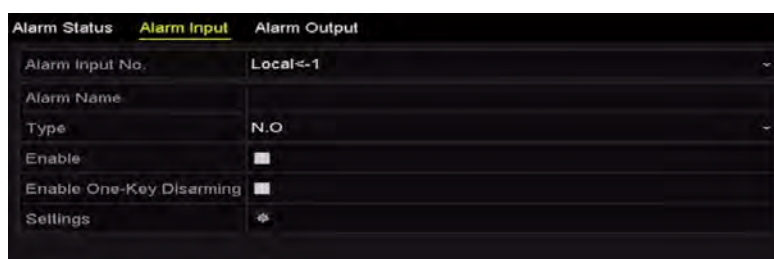 Alarm Status Alarm Input Alarm Output
Alarm Input No. Local<-1
Alarm Name
Type N.O
Enable
Enable One-Key Disarming
Settings